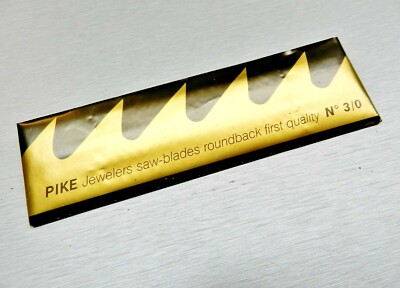 PIKE Jewelers saw-blades roundback first quality N° 3/0